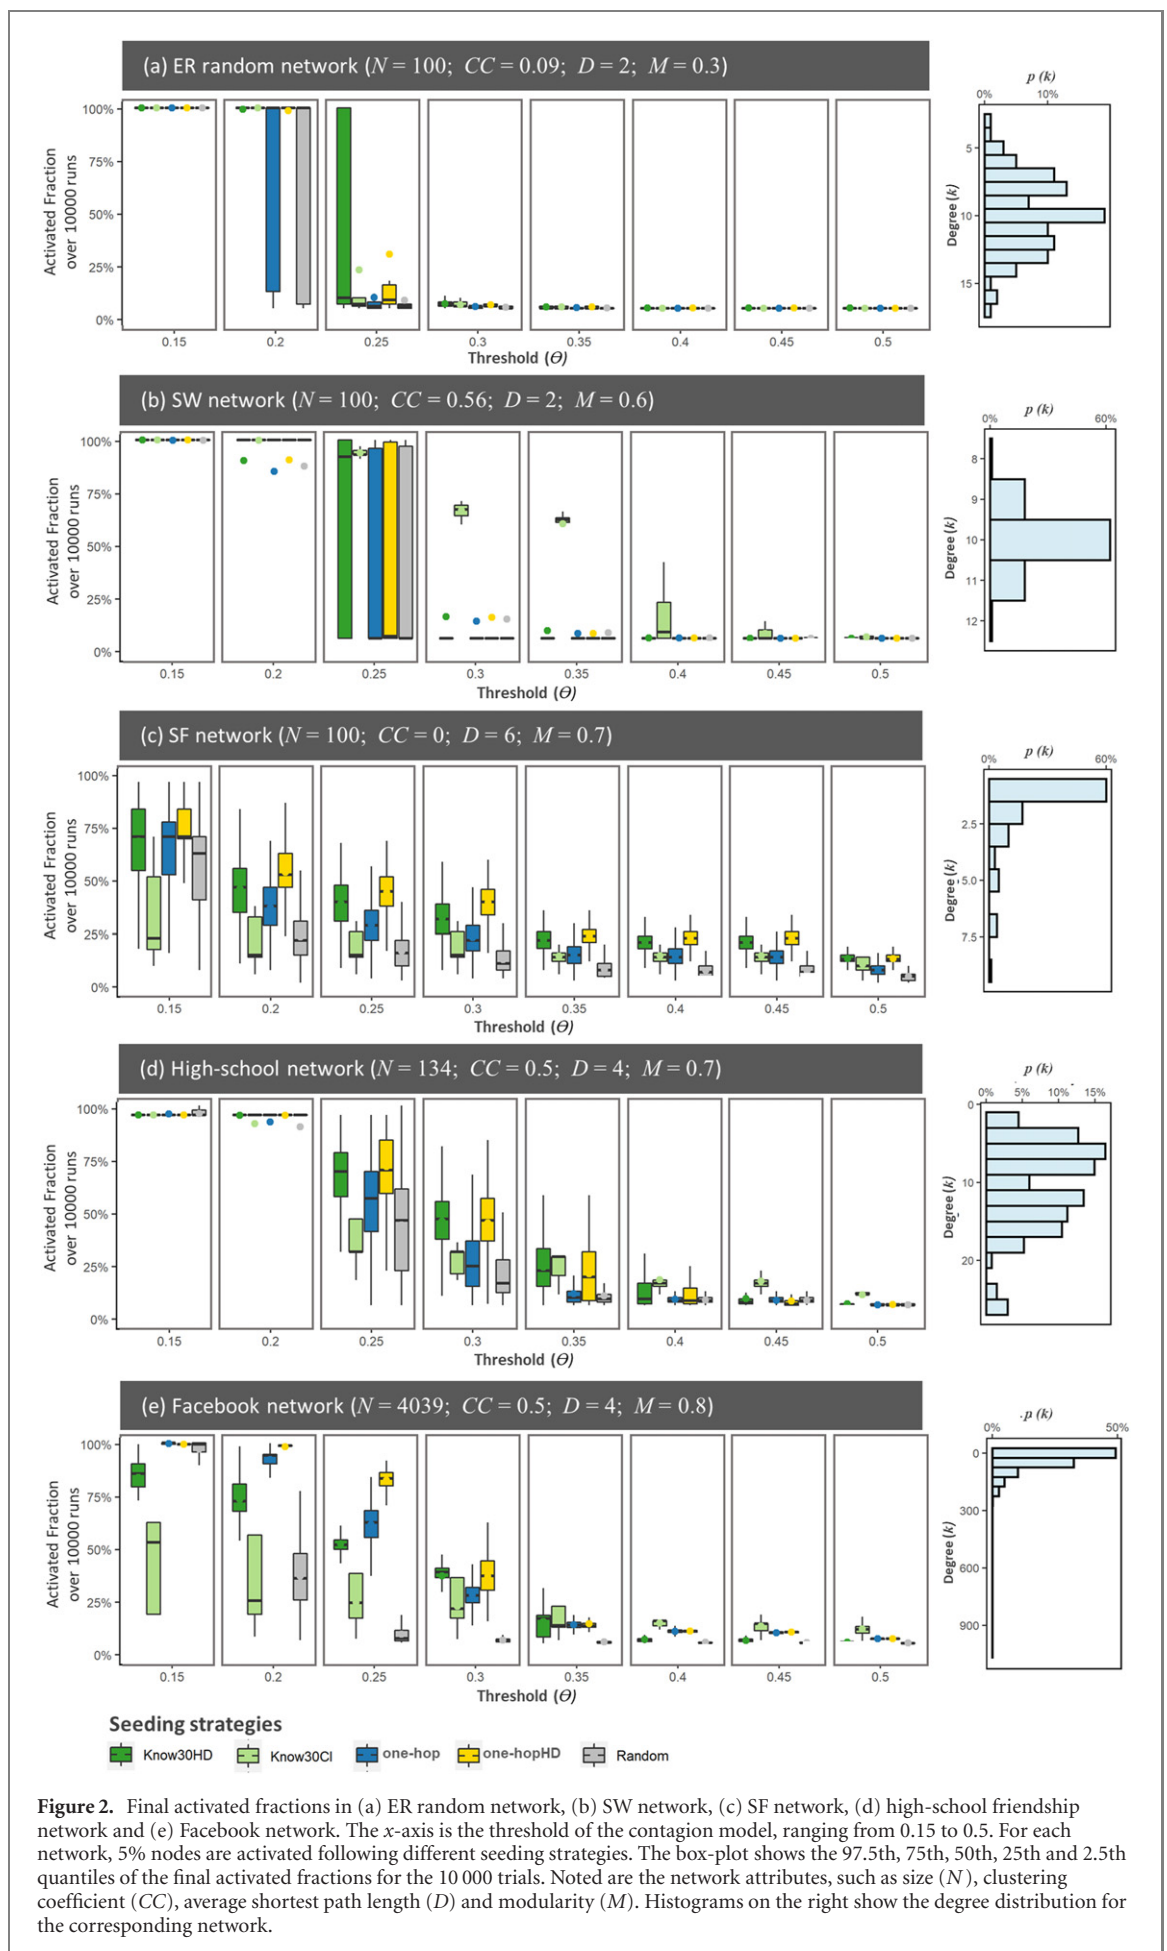 (a) ER random network (N = 100; CC = 0.09; D = 2; M = 0.3)
Activated Fraction
over 10000 runs
100%
75%
50%
25%
0%
0.15 0.2 0.25 0.3 0.35 0.4 0.45 0.5
Threshold (Θ)
p (k)
0% 10%
Degree (k)
5
10
15
(b) SW network (N = 100; CC = 0.56; D = 2; M = 0.6)
Activated Fraction
over 10000 runs
100%
75%
50%
25%
0%
0.15 0.2 0.25 0.3 0.35 0.4 0.45 0.5
Threshold (Θ)
p (k)
0% 60%
Degree (k)
8
9
10
11
12
(c) SF network (N = 100; CC = 0; D = 6; M = 0.7)
Activated Fraction
over 10000 runs
100%
75%
50%
25%
0%
0.15 0.2 0.25 0.3 0.35 0.4 0.45 0.5
Threshold (Θ)
p (k)
0% 60%
Degree (k)
2.5
5.0
7.5
(d) High-school network (N = 134; CC = 0.5; D = 4; M = 0.7)
Activated Fraction
over 10000 runs
100%
75%
50%
25%
0%
0.15 0.2 0.25 0.3 0.35 0.4 0.45 0.5
Threshold (Θ)
p (k)
0% 5% 10% 15%
Degree (k)
0
10
20
(e) Facebook network (N = 4039; CC = 0.5; D = 4; M = 0.8)
Activated Fraction
over 10000 runs
100%
75%
50%
25%
0%
0.15 0.2 0.25 0.3 0.35 0.4 0.45 0.5
Threshold (Θ)
p (k)
0% 50%
Degree (k)
0
300
600
900
Seeding strategies
Know30HD Know30CI one-hop one-hopHD Random
Figure 2. Final activated fractions in (a) ER random network, (b) SW network, (c) SF network, (d) high-school friendship
network and (e) Facebook network. The x-axis is the threshold of the contagion model, ranging from 0.15 to 0.5. For each
network, 5% nodes are activated following different seeding strategies. The box-plot shows the 97.5th, 75th, 50th, 25th and 2.5th
quantiles of the final activated fractions for the 10 000 trials. Noted are the network attributes, such as size (N), clustering
coefficient (CC), average shortest path length (D) and modularity (M). Histograms on the right show the degree distribution for
the corresponding network.